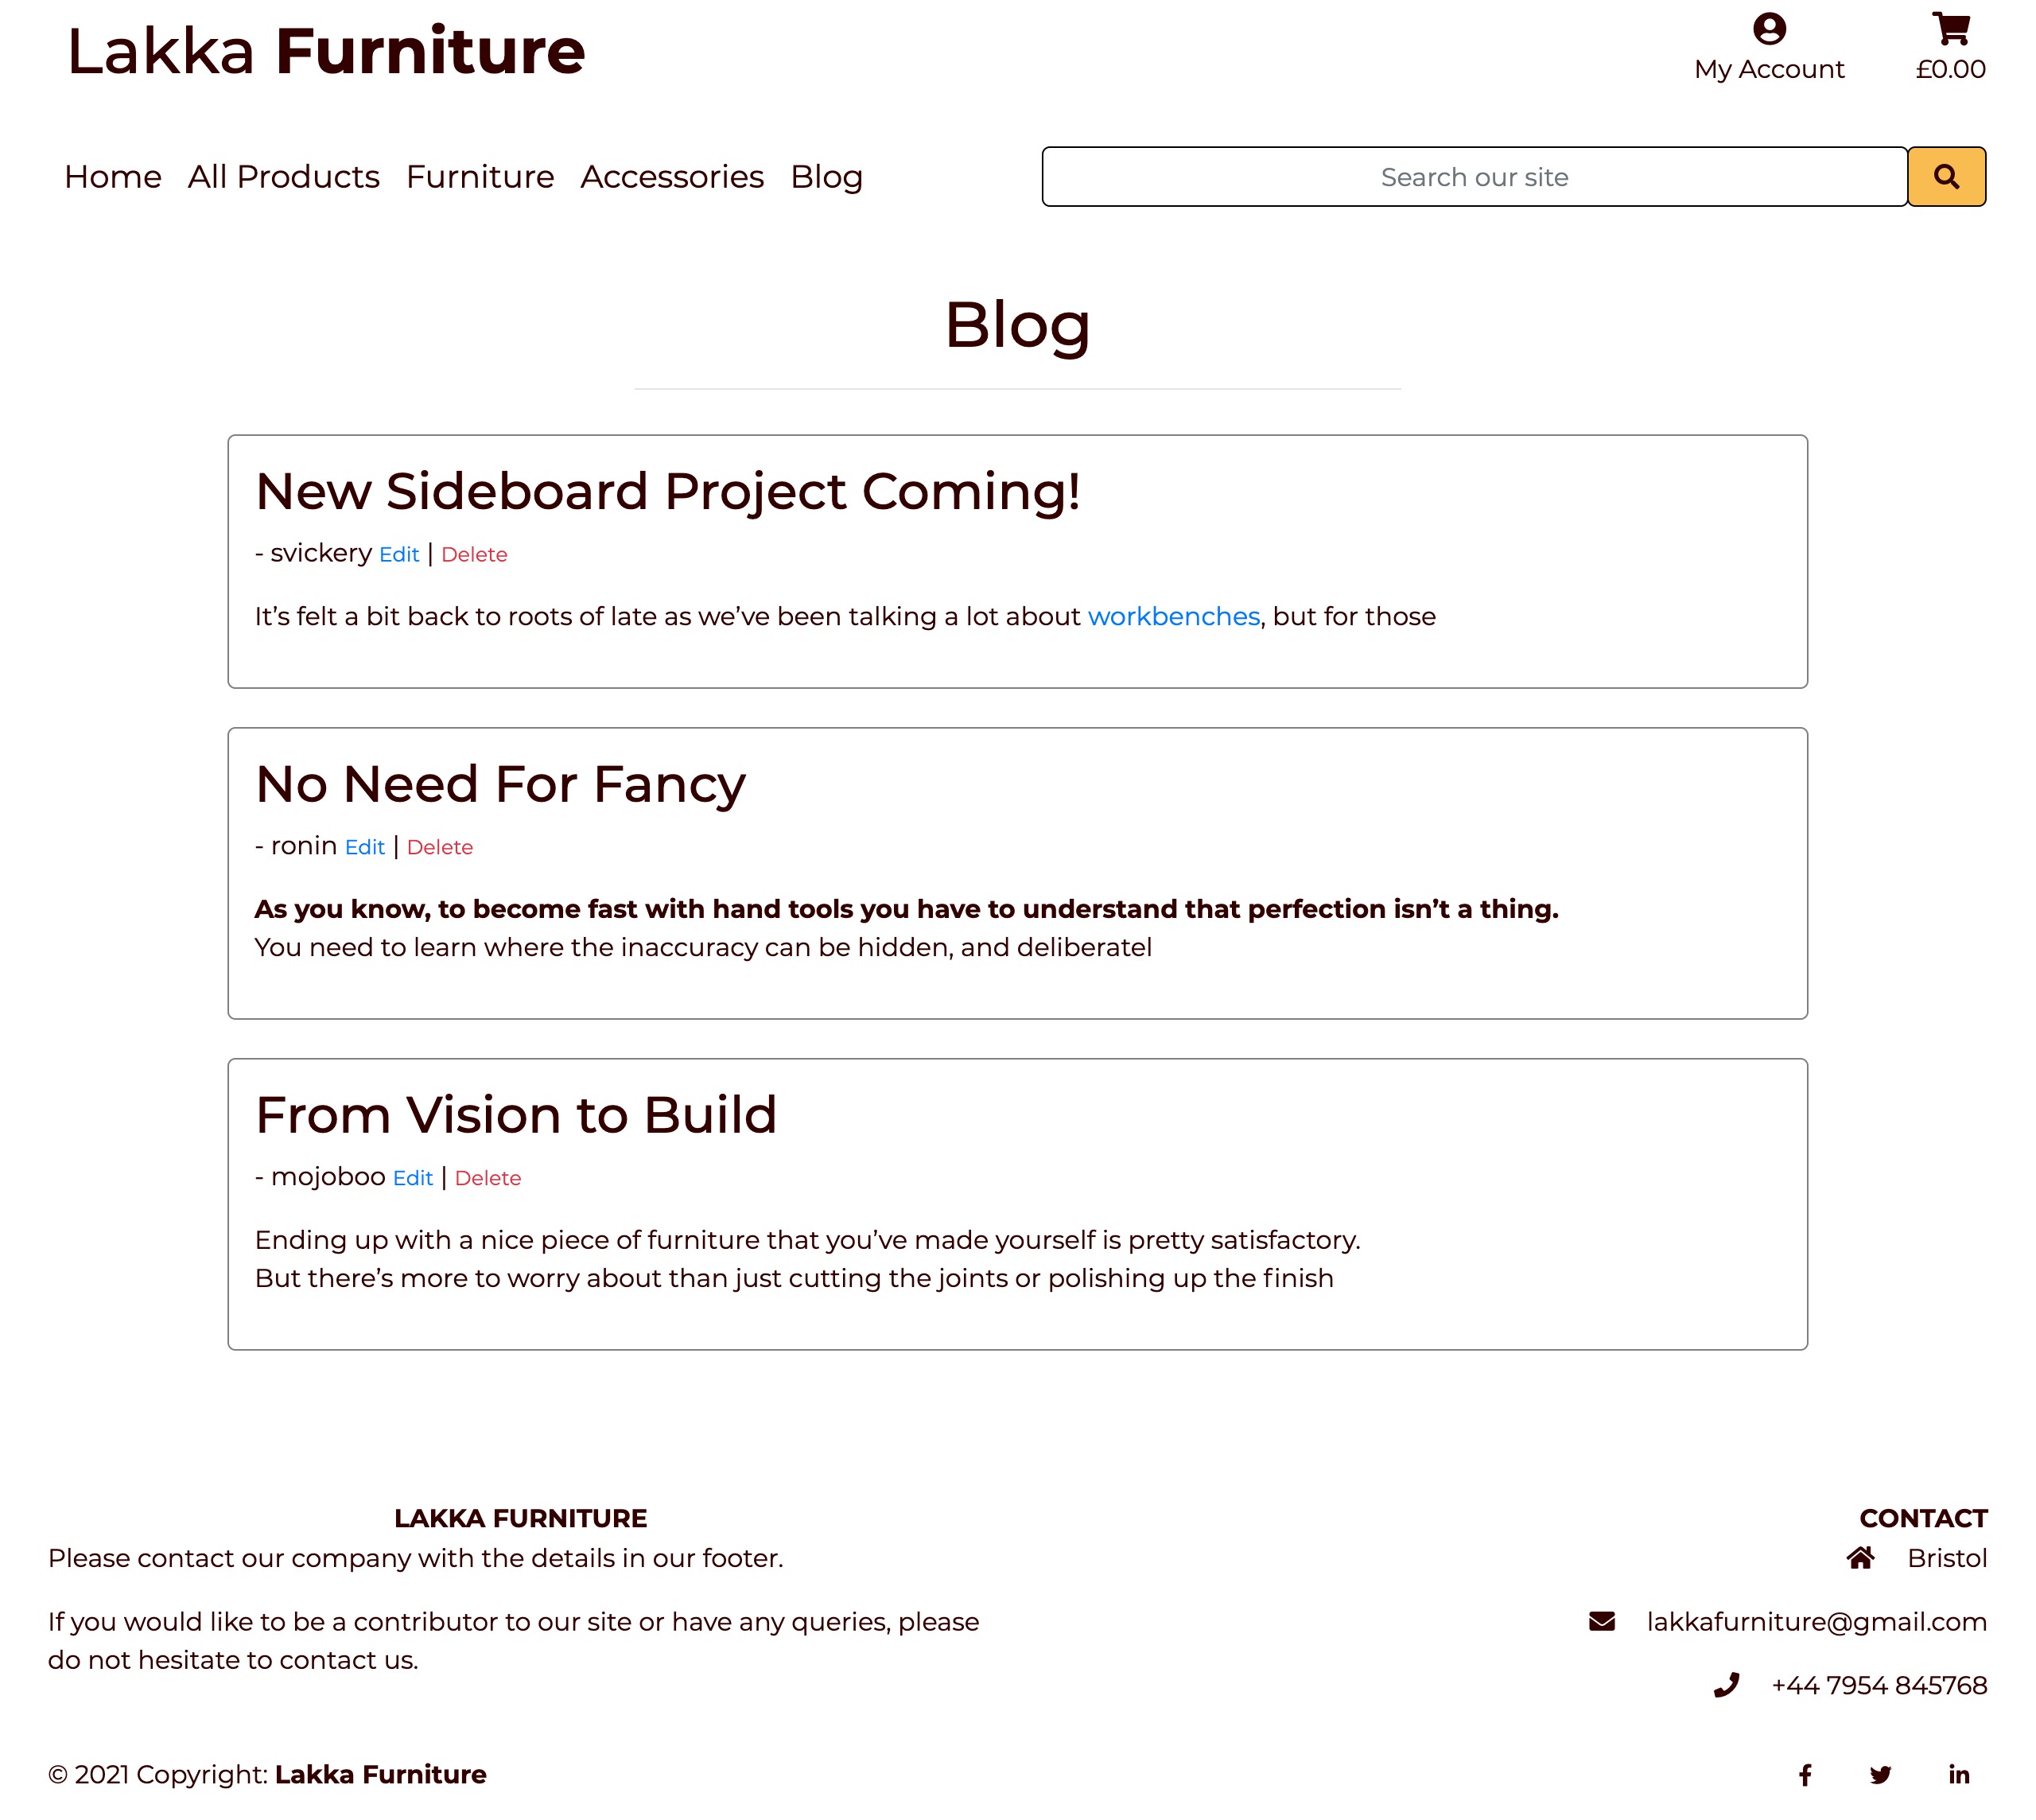 Lakka Furniture
My Account
£0.00
Home All Products Furniture Accessories Blog
Search our site
Blog
New Sideboard Project Coming!
- svickery Edit | Delete
It’s felt a bit back to roots of late as we’ve been talking a lot about workbenches, but for those
No Need For Fancy
- ronin Edit | Delete
As you know, to become fast with hand tools you have to understand that perfection isn’t a thing.
You need to learn where the inaccuracy can be hidden, and deliberatel
From Vision to Build
- mojoboo Edit | Delete
Ending up with a nice piece of furniture that you’ve made yourself is pretty satisfactory.
But there’s more to worry about than just cutting the joints or polishing up the finish
LAKKA FURNITURE
Please contact our company with the details in our footer.
If you would like to be a contributor to our site or have any queries, please
do not hesitate to contact us.
CONTACT
Bristol
lakkafurniture@gmail.com
+44 7954 845768
© 2021 Copyright: Lakka Furniture